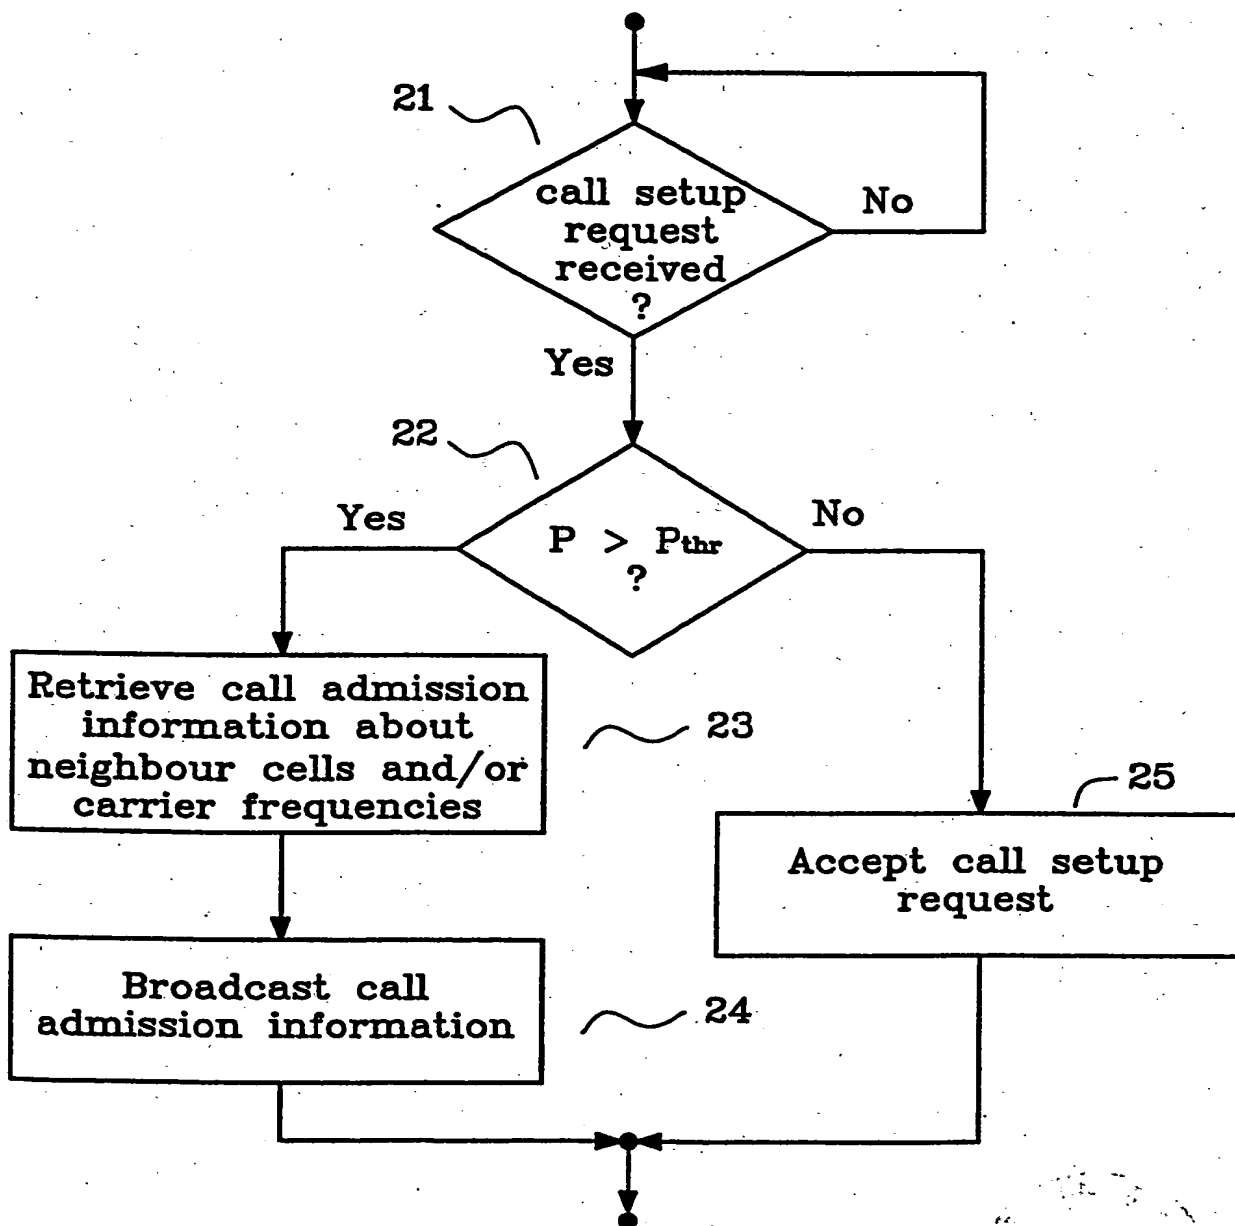 21
call setup
request
received
?
No
Yes
22
P > Pthr
?
Yes
No
Retrieve call admission
information about
neighbour cells and/or
carrier frequencies
23
25
Accept call setup
request
Broadcast call
admission information
24